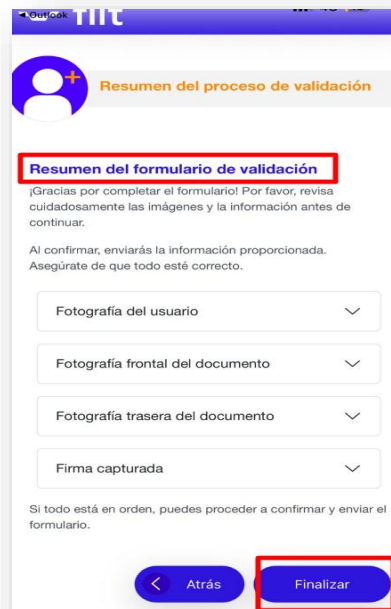 Outlook
Resumen del proceso de validación
Resumen del formulario de validación
¡Gracias por completar el formulario! Por favor, revisa
cuidadosamente las imágenes y la información antes de
continuar.
Al confirmar, enviarás la información proporcionada.
Asegúrate de que todo esté correcto.
Fotografía del usuario
Fotografía frontal del documento
Fotografía trasera del documento
Firma capturada
Si todo está en orden, puedes proceder a confirmar y enviar el
formulario.
Atrás
Finalizar